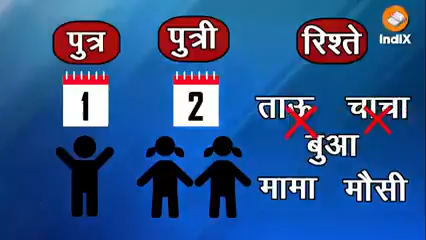 पुत्र पुत्री रिश्ते
IndiX
1 2
ताऊ चाचा
बुआ
मामा मौसी